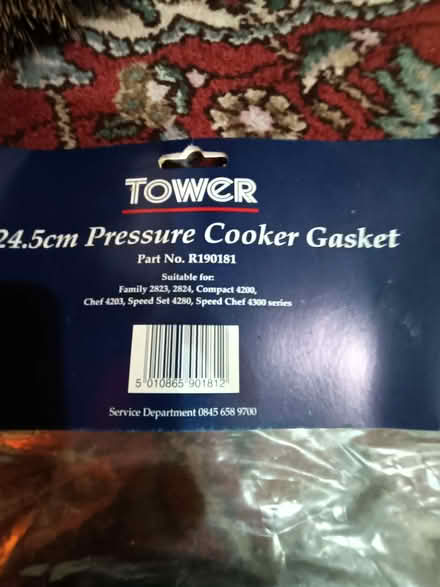 TOWER
24.5cm Pressure Cooker Gasket
Part No. R190181
Suitable for:
Family 2823, 2824, Compact 4200,
Chef 4203, Speed Set 4280, Speed Chef 4300 series
5 010865 901812
Service Department 0845 658 9700